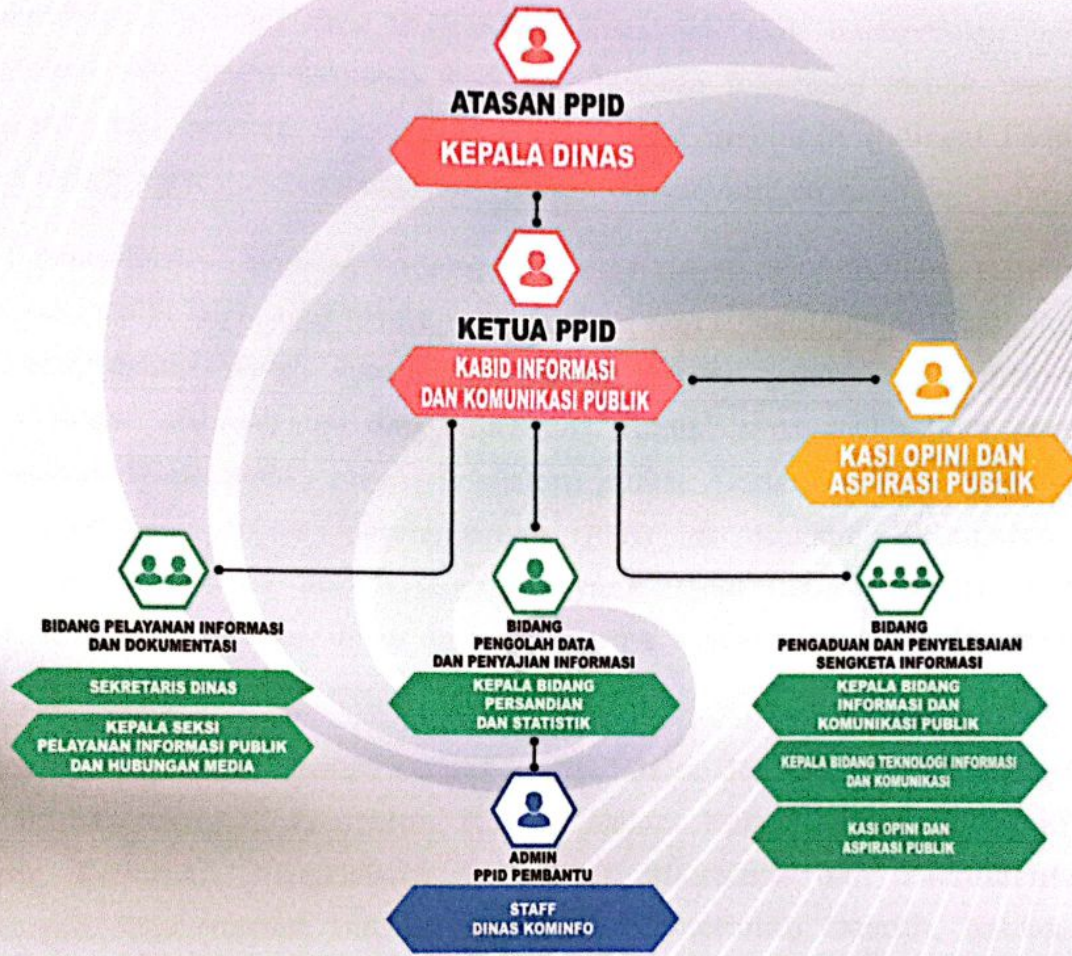 ATASAN PPID
KEPALA DINAS
KETUA PPID
KABID INFORMASI
DAN KOMUNIKASI PUBLIK
KASI OPINI DAN
ASPIRASI PUBLIK
BIDANG PELAYANAN INFORMASI
DAN DOKUMENTASI
SEKRETARIS DINAS
KEPALA SEKSI
PELAYANAN INFORMASI PUBLIK
DAN HUBUNGAN MEDIA
BIDANG
PENGOLAH DATA
DAN PENYAJIAN INFORMASI
KEPALA BIDANG
PERSANDIAN
DAN STATISTIK
ADMIN
PPID PEMBANTU
STAFF
DINAS KOMINFO
BIDANG
PENGADUAN DAN PENYELESAIAN
SENGKETA INFORMASI
KEPALA BIDANG
INFORMASI DAN
KOMUNIKASI PUBLIK
KEPALA BIDANG TEKNOLOGI INFORMASI
DAN KOMUNIKASI
KASI OPINI DAN
ASPIRASI PUBLIK